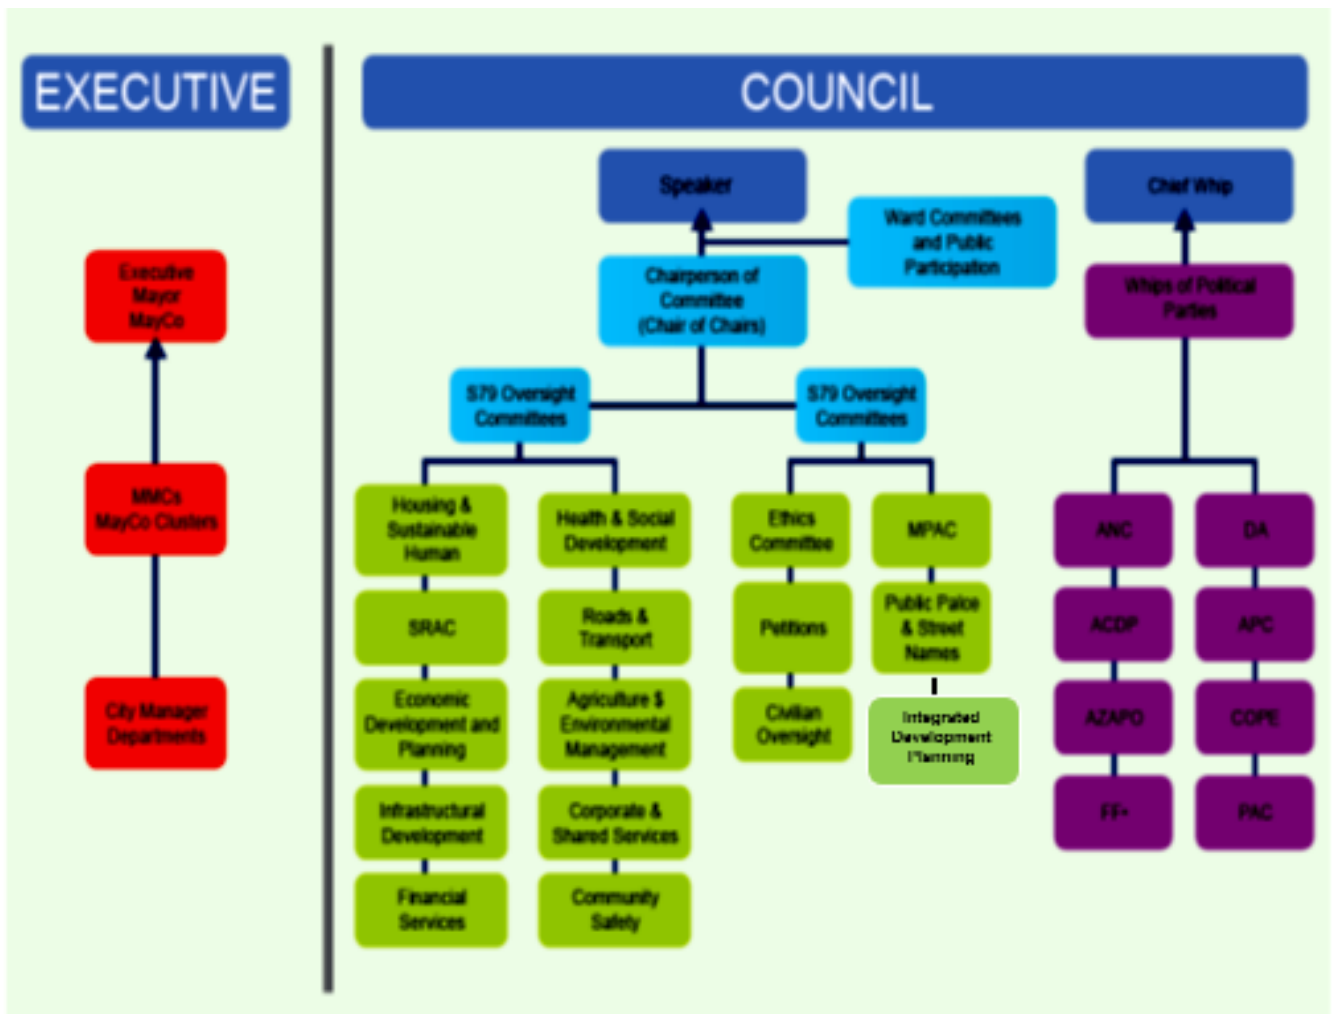 EXECUTIVE
COUNCIL
Executive
Mayor
MayCo
MMCs
MayCo Clusters
City Manager
Departments
Speaker
Ward Committees
and Public
Participation
Chairperson of
Committee
(Chair of Chairs)
S79 Oversight
Committees
S79 Oversight
Committees
Housing &
Sustainable
Human
SRAC
Economic
Development and
Planning
Infrastructural
Development
Financial
Services
Health & Social
Development
Roads &
Transport
Agriculture $
Environmental
Management
Corporate &
Shared Services
Community
Safety
Ethics
Committee
Petitions
Civilian
Oversight
MPAC
Public Palce
& Street
Names
Integrated
Development
Planning
Chief Whip
Whips of Political
Parties
ANC
ACDP
AZAPO
FF+
DA
APC
COPE
PAC